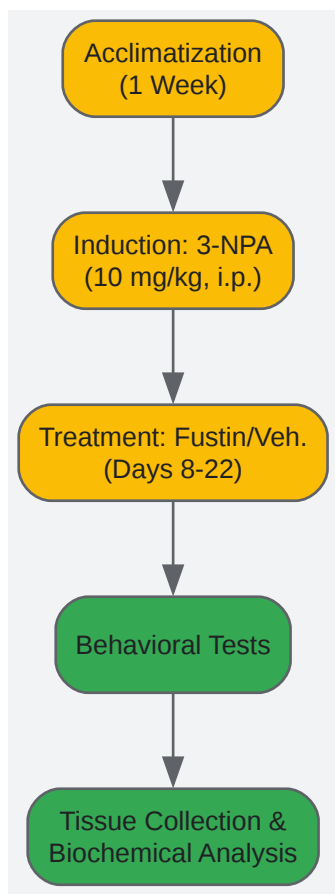 Acclimatization
(1 Week)
Induction: 3-NPA
(10 mg/kg, i.p.)
Treatment: Fustin/Veh.
(Days 8-22)
Behavioral Tests
Tissue Collection &
Biochemical Analysis